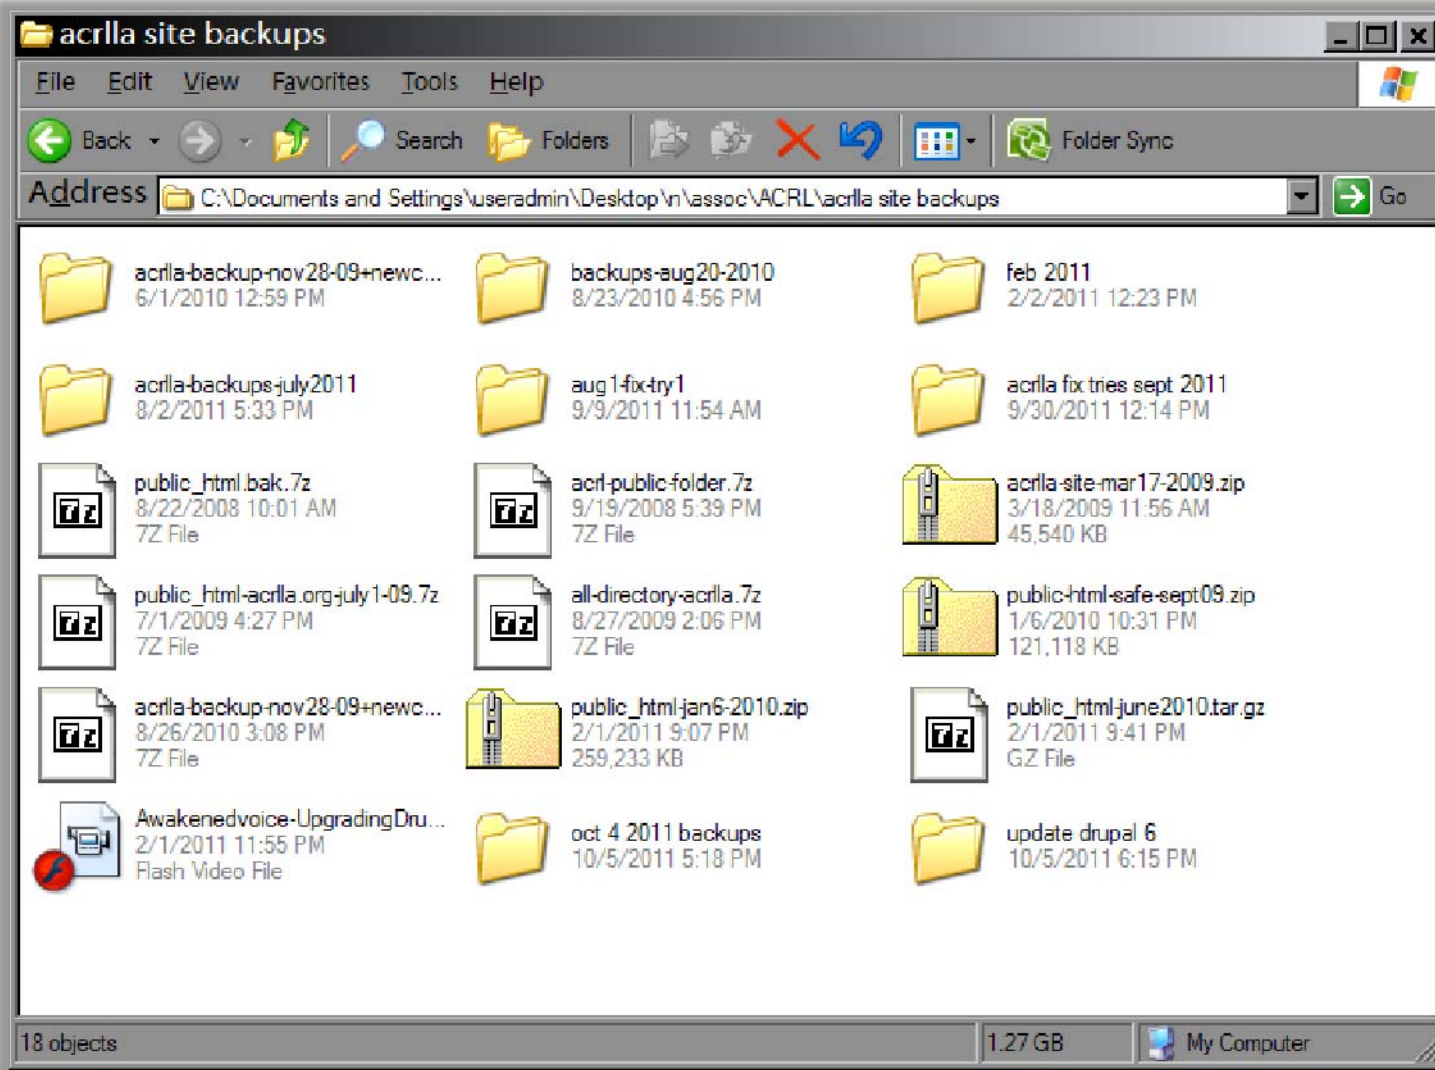 acrlla site backups
File Edit View Favorites Tools Help
Back Search Folders Folder Sync
Address C:\Documents and Settings\useradmin\Desktop\n\assoc\ACRL\acrlla site backups Go
acrlla-backup-nov28-09+newc...
6/1/2010 12:59 PM
backups-aug20-2010
8/23/2010 4:56 PM
feb 2011
2/2/2011 12:23 PM
acrlla-backups-july2011
8/2/2011 5:33 PM
aug1-fix-try1
9/9/2011 11:54 AM
acrlla fix tries sept 2011
9/30/2011 12:14 PM
public_html.bak.7z
8/22/2008 10:01 AM
7Z File
acrl-public-folder.7z
9/19/2008 5:39 PM
7Z File
acrlla-site-mar17-2009.zip
3/18/2009 11:56 AM
45,540 KB
public_html-acrlla.org-july1-09.7z
7/1/2009 4:27 PM
7Z File
all-directory-acrlla.7z
8/27/2009 2:06 PM
7Z File
public-html-safe-sept09.zip
1/6/2010 10:31 PM
121,118 KB
acrlla-backup-nov28-09+newc...
8/26/2010 3:08 PM
7Z File
public_html-jan6-2010.zip
2/1/2011 9:07 PM
259,233 KB
public_html-june2010.tar.gz
2/1/2011 9:41 PM
GZ File
Awakenedvoice-UpgradingDru...
2/1/2011 11:55 PM
Flash Video File
oct 4 2011 backups
10/5/2011 5:18 PM
update drupal 6
10/5/2011 6:15 PM
18 objects 1.27 GB My Computer